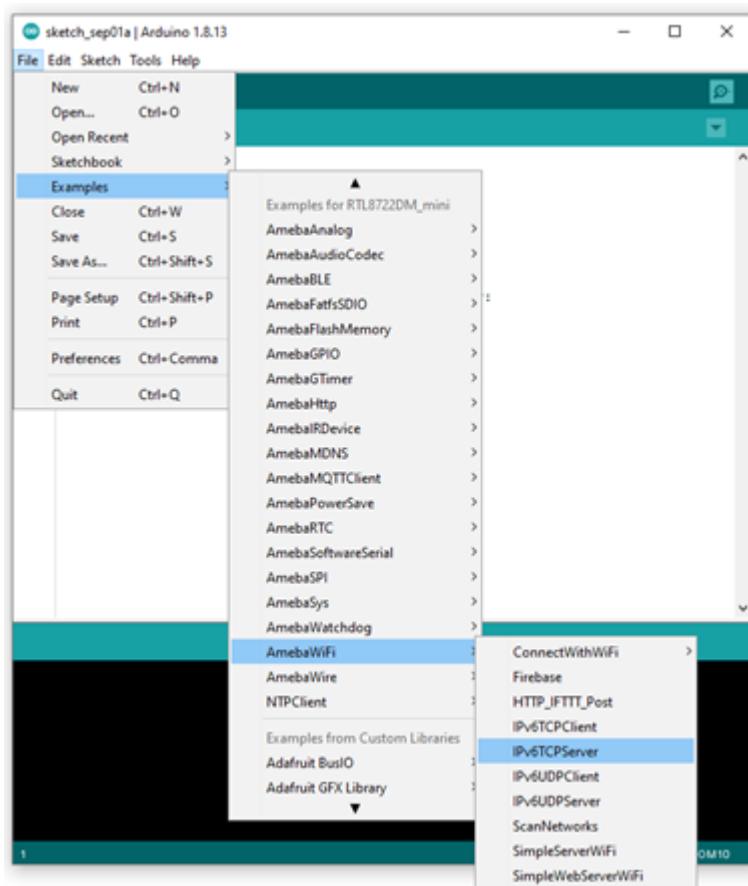 sketch_sep01a | Arduino 1.8.13
File Edit Sketch Tools Help
New Ctrl+N
Open... Ctrl+O
Open Recent
Sketchbook
Examples
Close Ctrl+W
Save Ctrl+S
Save As... Ctrl+Shift+S
Page Setup Ctrl+Shift+P
Print Ctrl+P
Preferences Ctrl+Comma
Quit Ctrl+Q
Examples for RTL8722DM_mini
AmebaAnalog
AmebaAudioCodec
AmebaBLE
AmebaFatfsSDIO
AmebaFlashMemory
AmebaGPIO
AmebaGTimer
AmebaHttp
AmebaIRDevice
AmebaMDNS
AmebaMQTTClient
AmebaPowerSave
AmebaRTC
AmebaSoftwareSerial
AmebaSPI
AmebaSys
AmebaWatchdog
AmebaWiFi
AmebaWire
NTPClient
Examples from Custom Libraries
Adafruit BusIO
Adafruit GFX Library
ConnectWithWiFi
Firebase
HTTP_IFTTT_Post
IPv6TCPClient
IPv6TCPServer
IPv6UDPClient
IPv6UDPServer
ScanNetworks
SimpleServerWiFi
SimpleWebServerWiFi
1